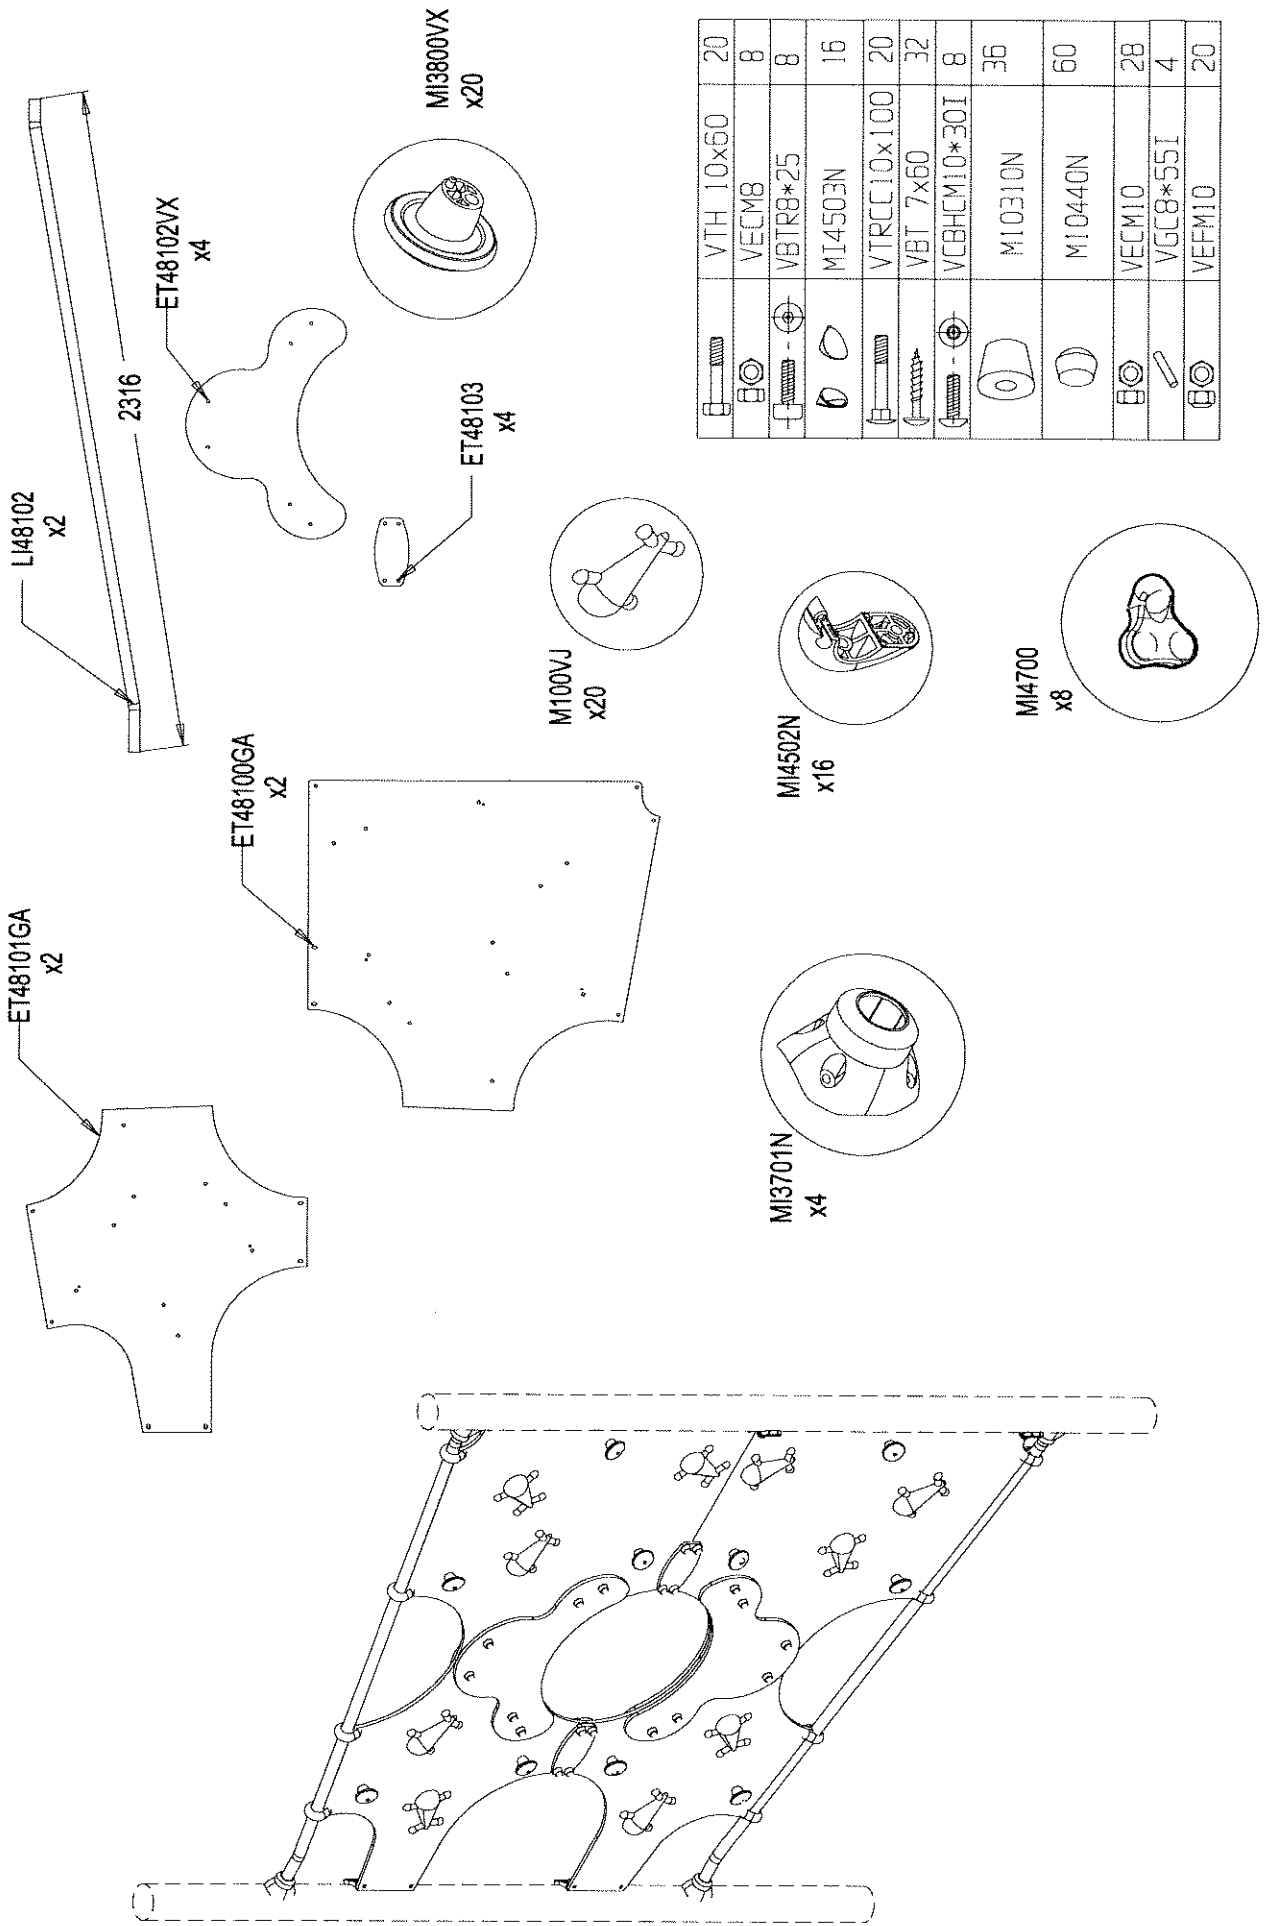 ET48101GA
x2
ET48100GA
x2
LI48102
x2
2316
ET48102VX
x4
ET48103
x4
MI3800VX
x20
M100VJ
x20
MI3701N
x4
MI4502N
x16
MI4700
x8
VTH 10x60 20
VECM8 8
VBTR8*25 8
MI4503N 16
VTRCC10x100 20
VBT 7x60 32
VCBHCM10*30I 8
M10310N 36
M10440N 60
VECM10 28
VGC8*55I 4
VEFM10 20